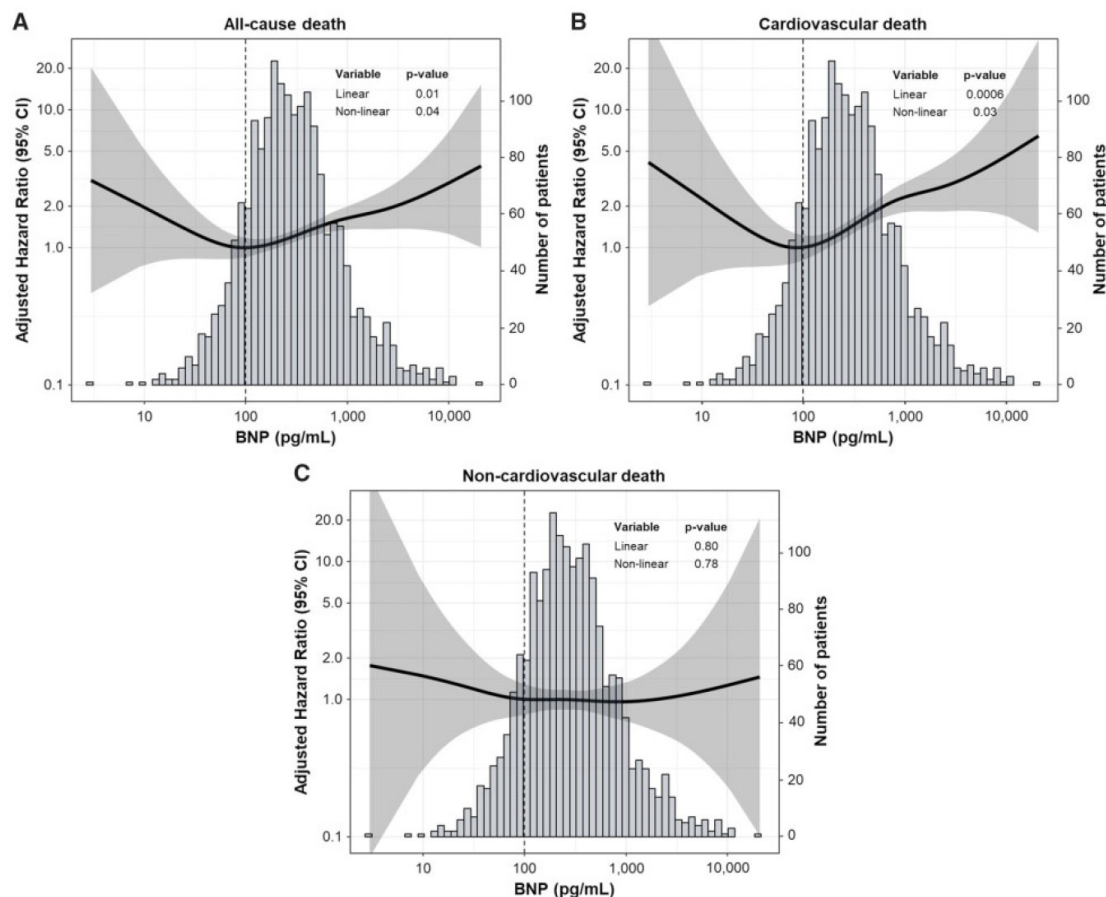 A
All-cause death
Adjusted Hazard Ratio (95% CI)
20.0
10.0
5.0
2.0
1.0
0.1
Variable p-value
Linear 0.01
Non-linear 0.04
100
80
60
40
20
0
Number of patients
10 100 1,000 10,000
BNP (pg/mL)
B
Cardiovascular death
Adjusted Hazard Ratio (95% CI)
20.0
10.0
5.0
2.0
1.0
0.1
Variable p-value
Linear 0.0006
Non-linear 0.03
100
80
60
40
20
0
Number of patients
10 100 1,000 10,000
BNP (pg/mL)
C
Non-cardiovascular death
Adjusted Hazard Ratio (95% CI)
20.0
10.0
5.0
2.0
1.0
0.1
Variable p-value
Linear 0.80
Non-linear 0.78
100
80
60
40
20
0
Number of patients
10 100 1,000 10,000
BNP (pg/mL)